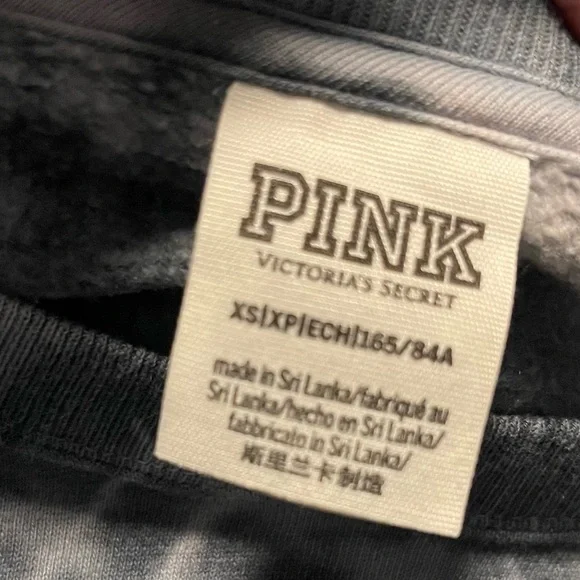 PINK
VICTORIA'S SECRET
XS|XP|ECH|165/84A
made in Sri Lanka/fabriqué au
Sri Lanka/hecho en Sri Lanka/
fabbricato in Sri Lanka/
斯里兰卡制造